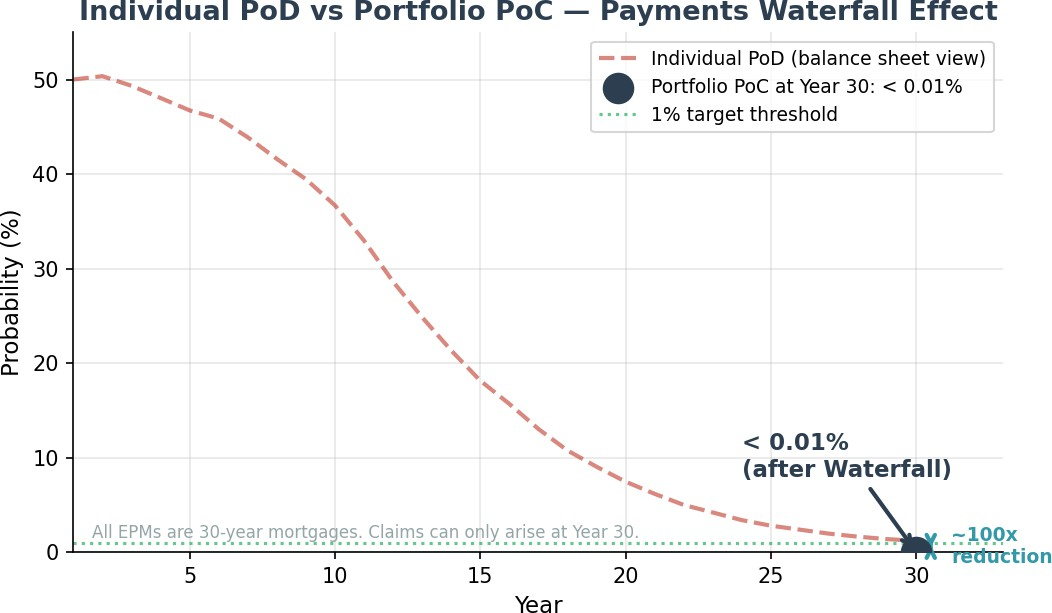 Individual PoD vs Portfolio PoC — Payments Waterfall Effect
Individual PoD (balance sheet view)
Portfolio PoC at Year 30: < 0.01%
1% target threshold
Probability (%)
50
40
30
20
10
0
< 0.01%
(after Waterfall)
All EPMs are 30-year mortgages. Claims can only arise at Year 30.
~100x
reduction
5
10
15
20
25
30
Year